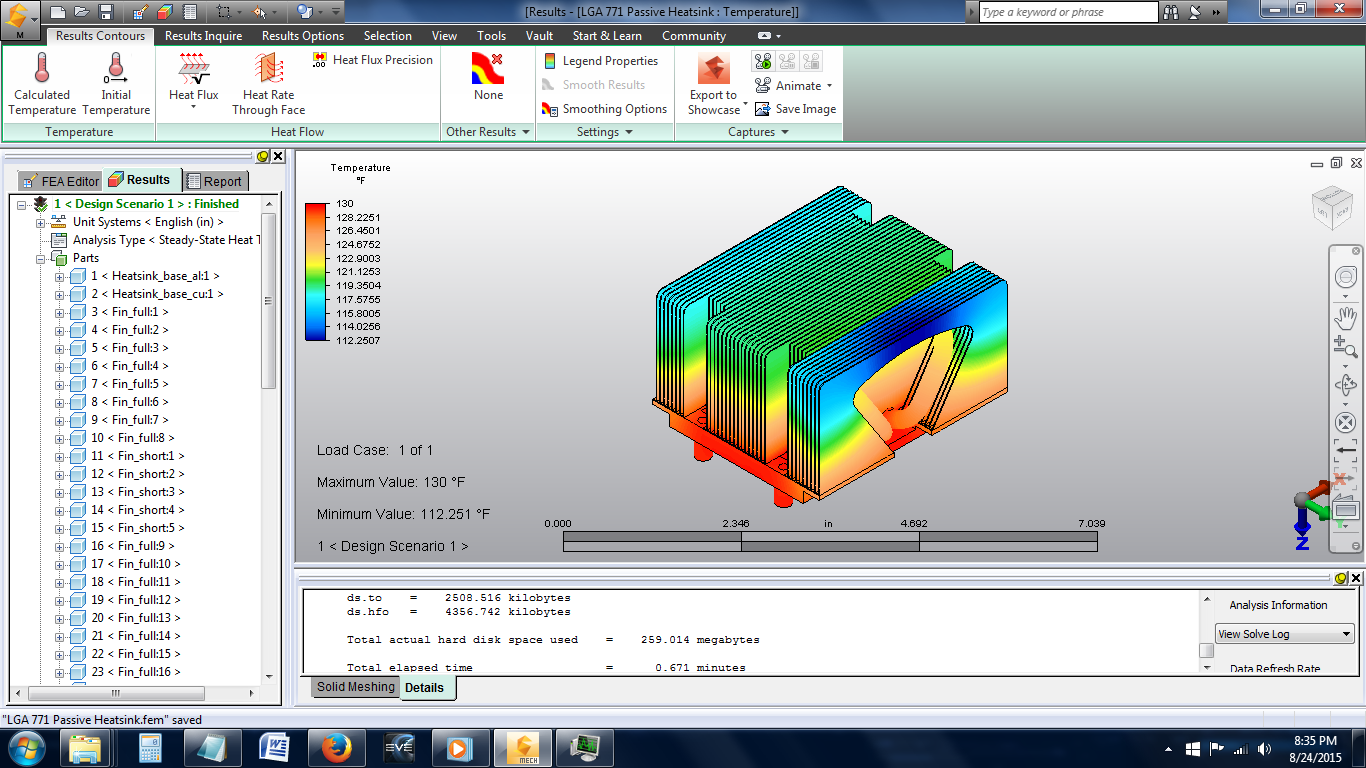 [Results - [LGA 771 Passive Heatsink : Temperature]]
Type a keyword or phrase
M
Results Contours
Results Inquire
Results Options
Selection
View
Tools
Vault
Start & Learn
Community
Calculated Temperature
Initial Temperature
Temperature
Heat Flux
Heat Rate Through Face
Heat Flux Precision
Heat Flow
None
Other Results
Legend Properties
Smooth Results
Smoothing Options
Settings
Export to Showcase
Animate
Save Image
Captures
FEA Editor
Results
Report
1 < Design Scenario 1 > : Finished
Unit Systems < English (in) >
Analysis Type < Steady-State Heat T
Parts
1 < Heatsink_base_al:1 >
2 < Heatsink_base_cu:1 >
3 < Fin_full:1 >
4 < Fin_full:2 >
5 < Fin_full:3 >
6 < Fin_full:4 >
7 < Fin_full:5 >
8 < Fin_full:6 >
9 < Fin_full:7 >
10 < Fin_full:8 >
11 < Fin_short:1 >
12 < Fin_short:2 >
13 < Fin_short:3 >
14 < Fin_short:4 >
15 < Fin_short:5 >
16 < Fin_full:9 >
17 < Fin_full:10 >
18 < Fin_full:11 >
19 < Fin_full:12 >
20 < Fin_full:13 >
21 < Fin_full:14 >
22 < Fin_full:15 >
23 < Fin_full:16 >
Temperature
°F
130
128.2251
126.4501
124.6752
122.9003
121.1253
119.3504
117.5755
115.8005
114.0256
112.2507
Load Case: 1 of 1
Maximum Value: 130 °F
Minimum Value: 112.251 °F
1 < Design Scenario 1 >
0.000
2.346
in
4.692
7.039
X
Y
Z
ds.to = 2508.516 kilobytes
ds.hfo = 4356.742 kilobytes
Total actual hard disk space used = 259.014 megabytes
Total elapsed time = 0.671 minutes
Analysis Information
View Solve Log
Data Refresh Rate
Solid Meshing
Details
"LGA 771 Passive Heatsink.fem" saved
EVE
MECH
8:35 PM
8/24/2015